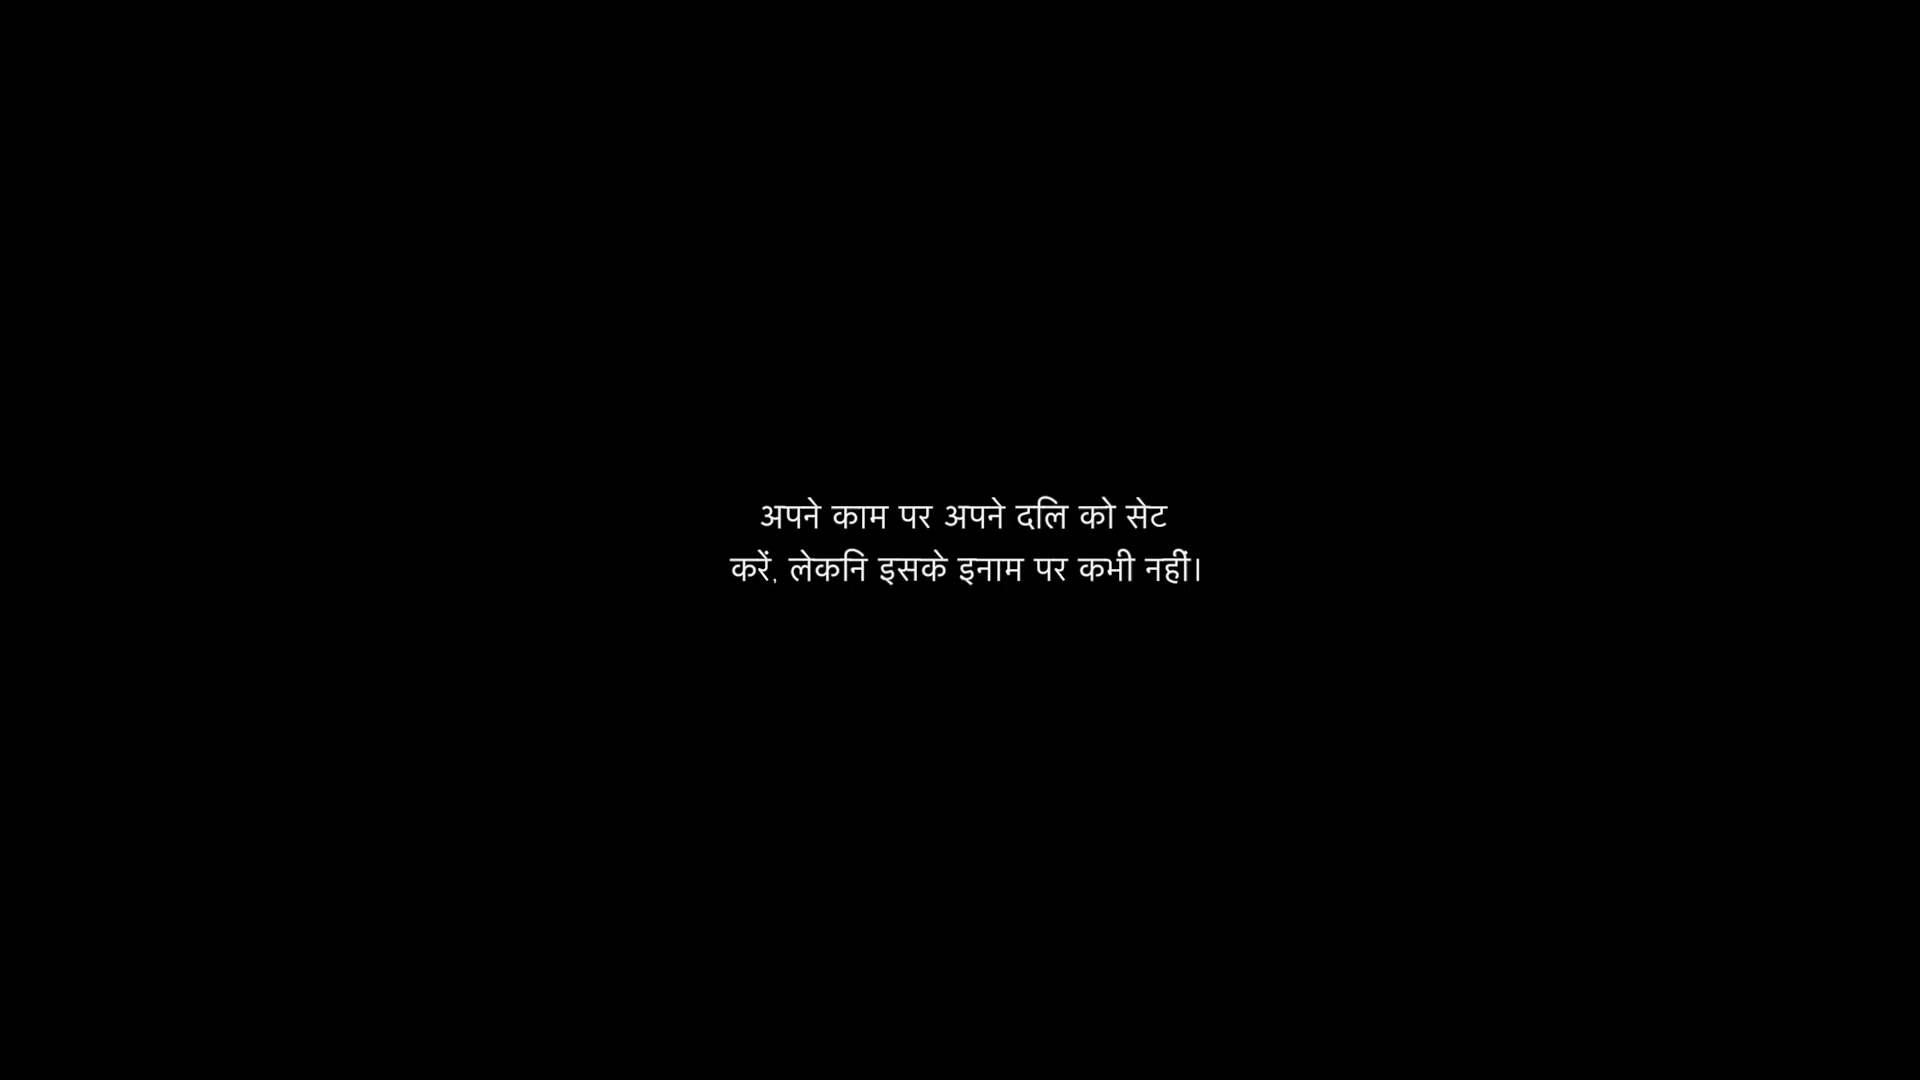 अपने काम पर अपने दलि को सेट
करें, लेकनि इसके इनाम पर कभी नहीं।